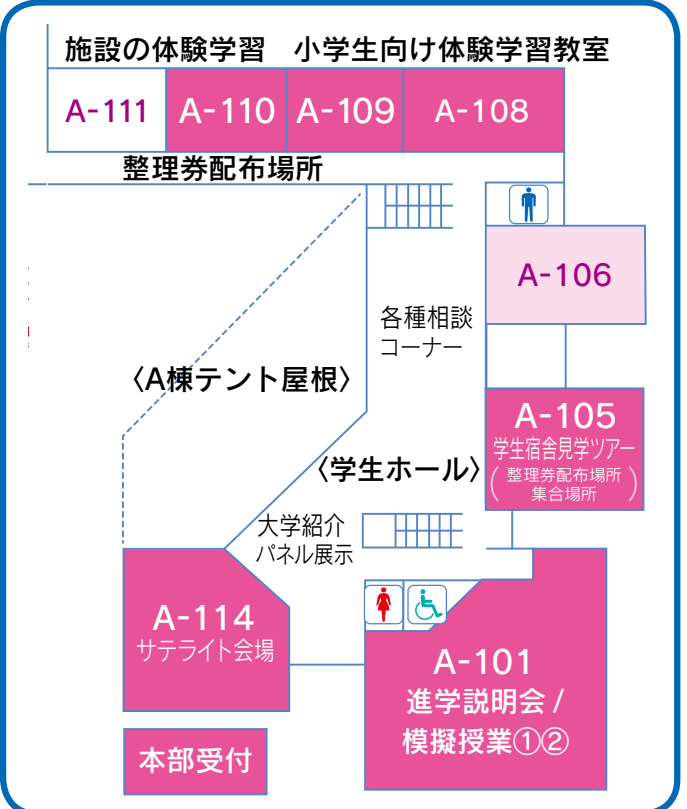 施設の体験学習　小学生向け体験学習教室
A-111
A-110
A-109
A-108
整理券配布場所
A-106
各種相談
コーナー
〈A棟テント屋根〉
A-105
学生宿舎見学ツアー
(整理券配布場所
集合場所)
〈学生ホール〉
大学紹介
パネル展示
A-114
サテライト会場
A-101
進学説明会 /
模擬授業①②
本部受付